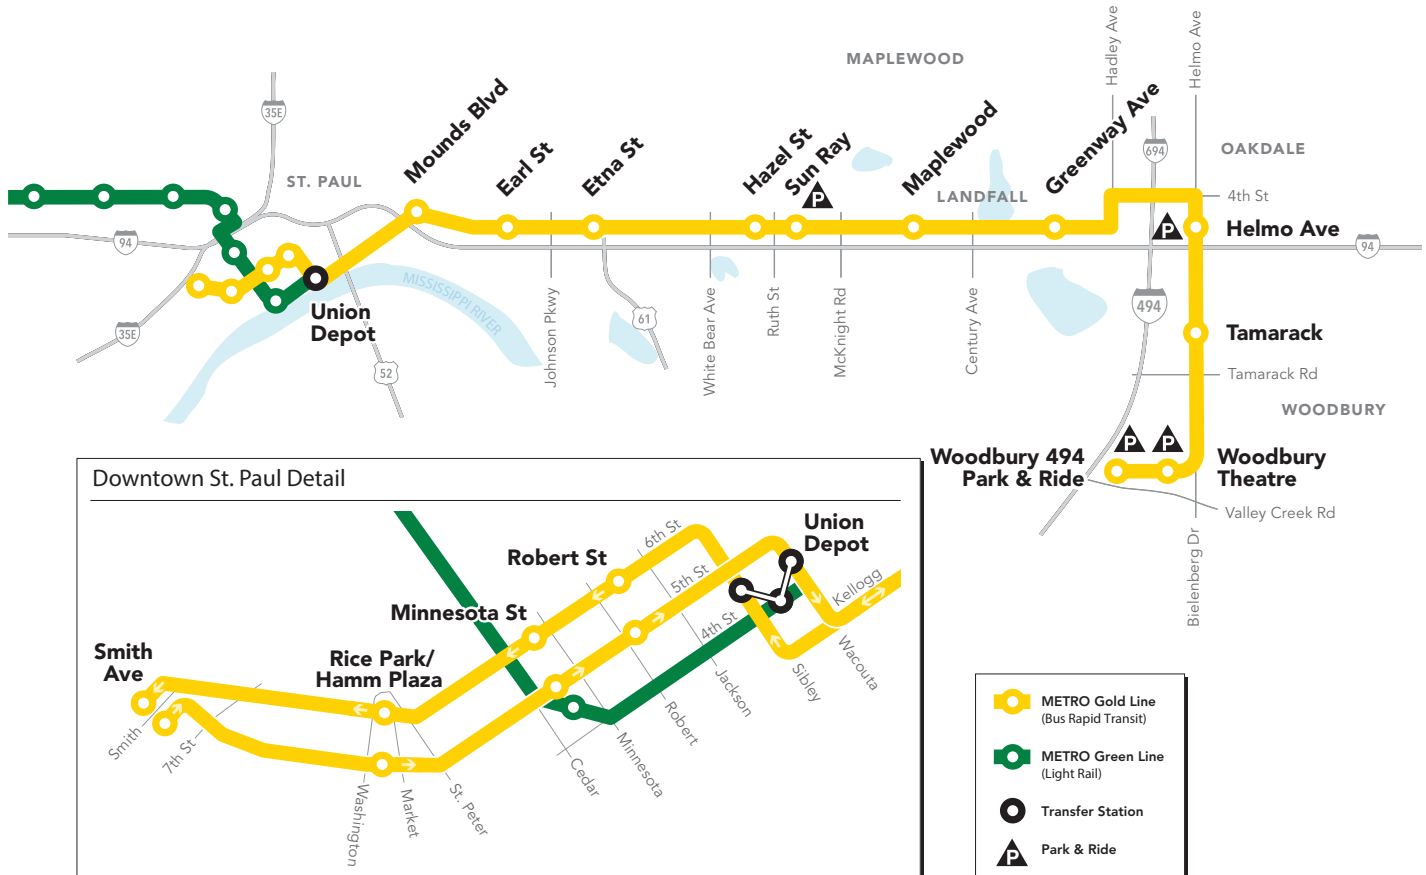 MAPLEWOOD
Hadley Ave
Helmo Ave
35E
Mounds Blvd
Earl St
Etna St
Hazel St
Sun Ray
P
Maplewood
Greenway Ave
694
OAKDALE
ST. PAUL
LANDFALL
4th St
94
P
Helmo Ave
94
MISSISSIPPI RIVER
Union
Depot
35E
52
61
Johnson Pkwy
White Bear Ave
Ruth St
McKnight Rd
Century Ave
494
Tamarack
Tamarack Rd
WOODBURY
P
P
Woodbury 494
Park & Ride
Woodbury
Theatre
Valley Creek Rd
Bielenberg Dr
Downtown St. Paul Detail
6th St
Union
Depot
Robert St
5th St
Kellogg
Minnesota St
4th St
Smith
Ave
Rice Park/
Hamm Plaza
Wacouta
Sibley
Jackson
Robert
Minnesota
Cedar
Smith
7th St
Washington
Market
St. Peter
METRO Gold Line
(Bus Rapid Transit)
METRO Green Line
(Light Rail)
Transfer Station
P
Park & Ride